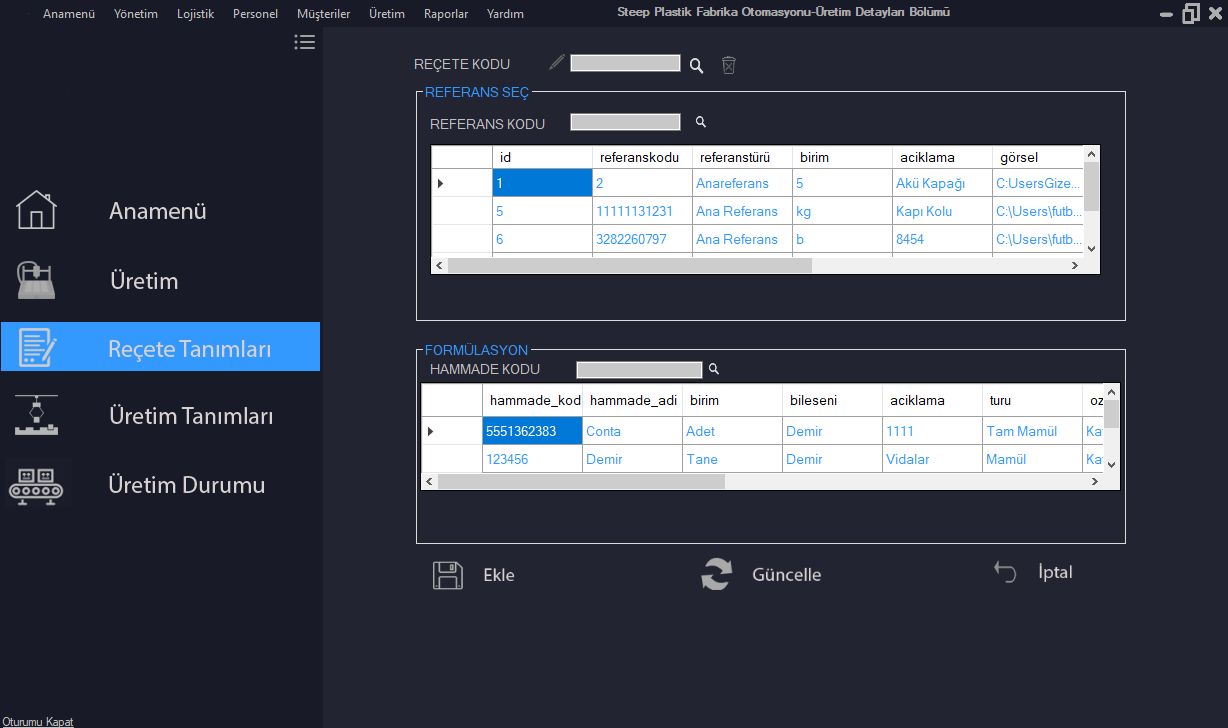 Anamenü Yönetim Lojistik Personel Müşteriler Üretim Raporlar Yardım Steep Plastik Fabrika Otomasyonu-Üretim Detayları Bölümü
REÇETE KODU
REFERANS SEÇ
REFERANS KODU
id referanskodu referanstürü birim aciklama görsel
1 2 Anareferans 5 Akü Kapağı C:UsersGize...
5 11111131231 Ana Referans kg Kapı Kolu C:\Users\futb...
6 3282260797 Ana Referans b 8454 C:\Users\futb...
Anamenü
Üretim
Reçete Tanımları
Üretim Tanımları
Üretim Durumu
FORMÜLASYON
HAMMADE KODU
hammade_kod hammade_adi birim bileseni aciklama turu oz
5551362383 Conta Adet Demir 1111 Tam Mamül Ka
123456 Demir Tane Demir Vidalar Mamül Ka
Ekle Güncelle İptal
Oturumu Kapat